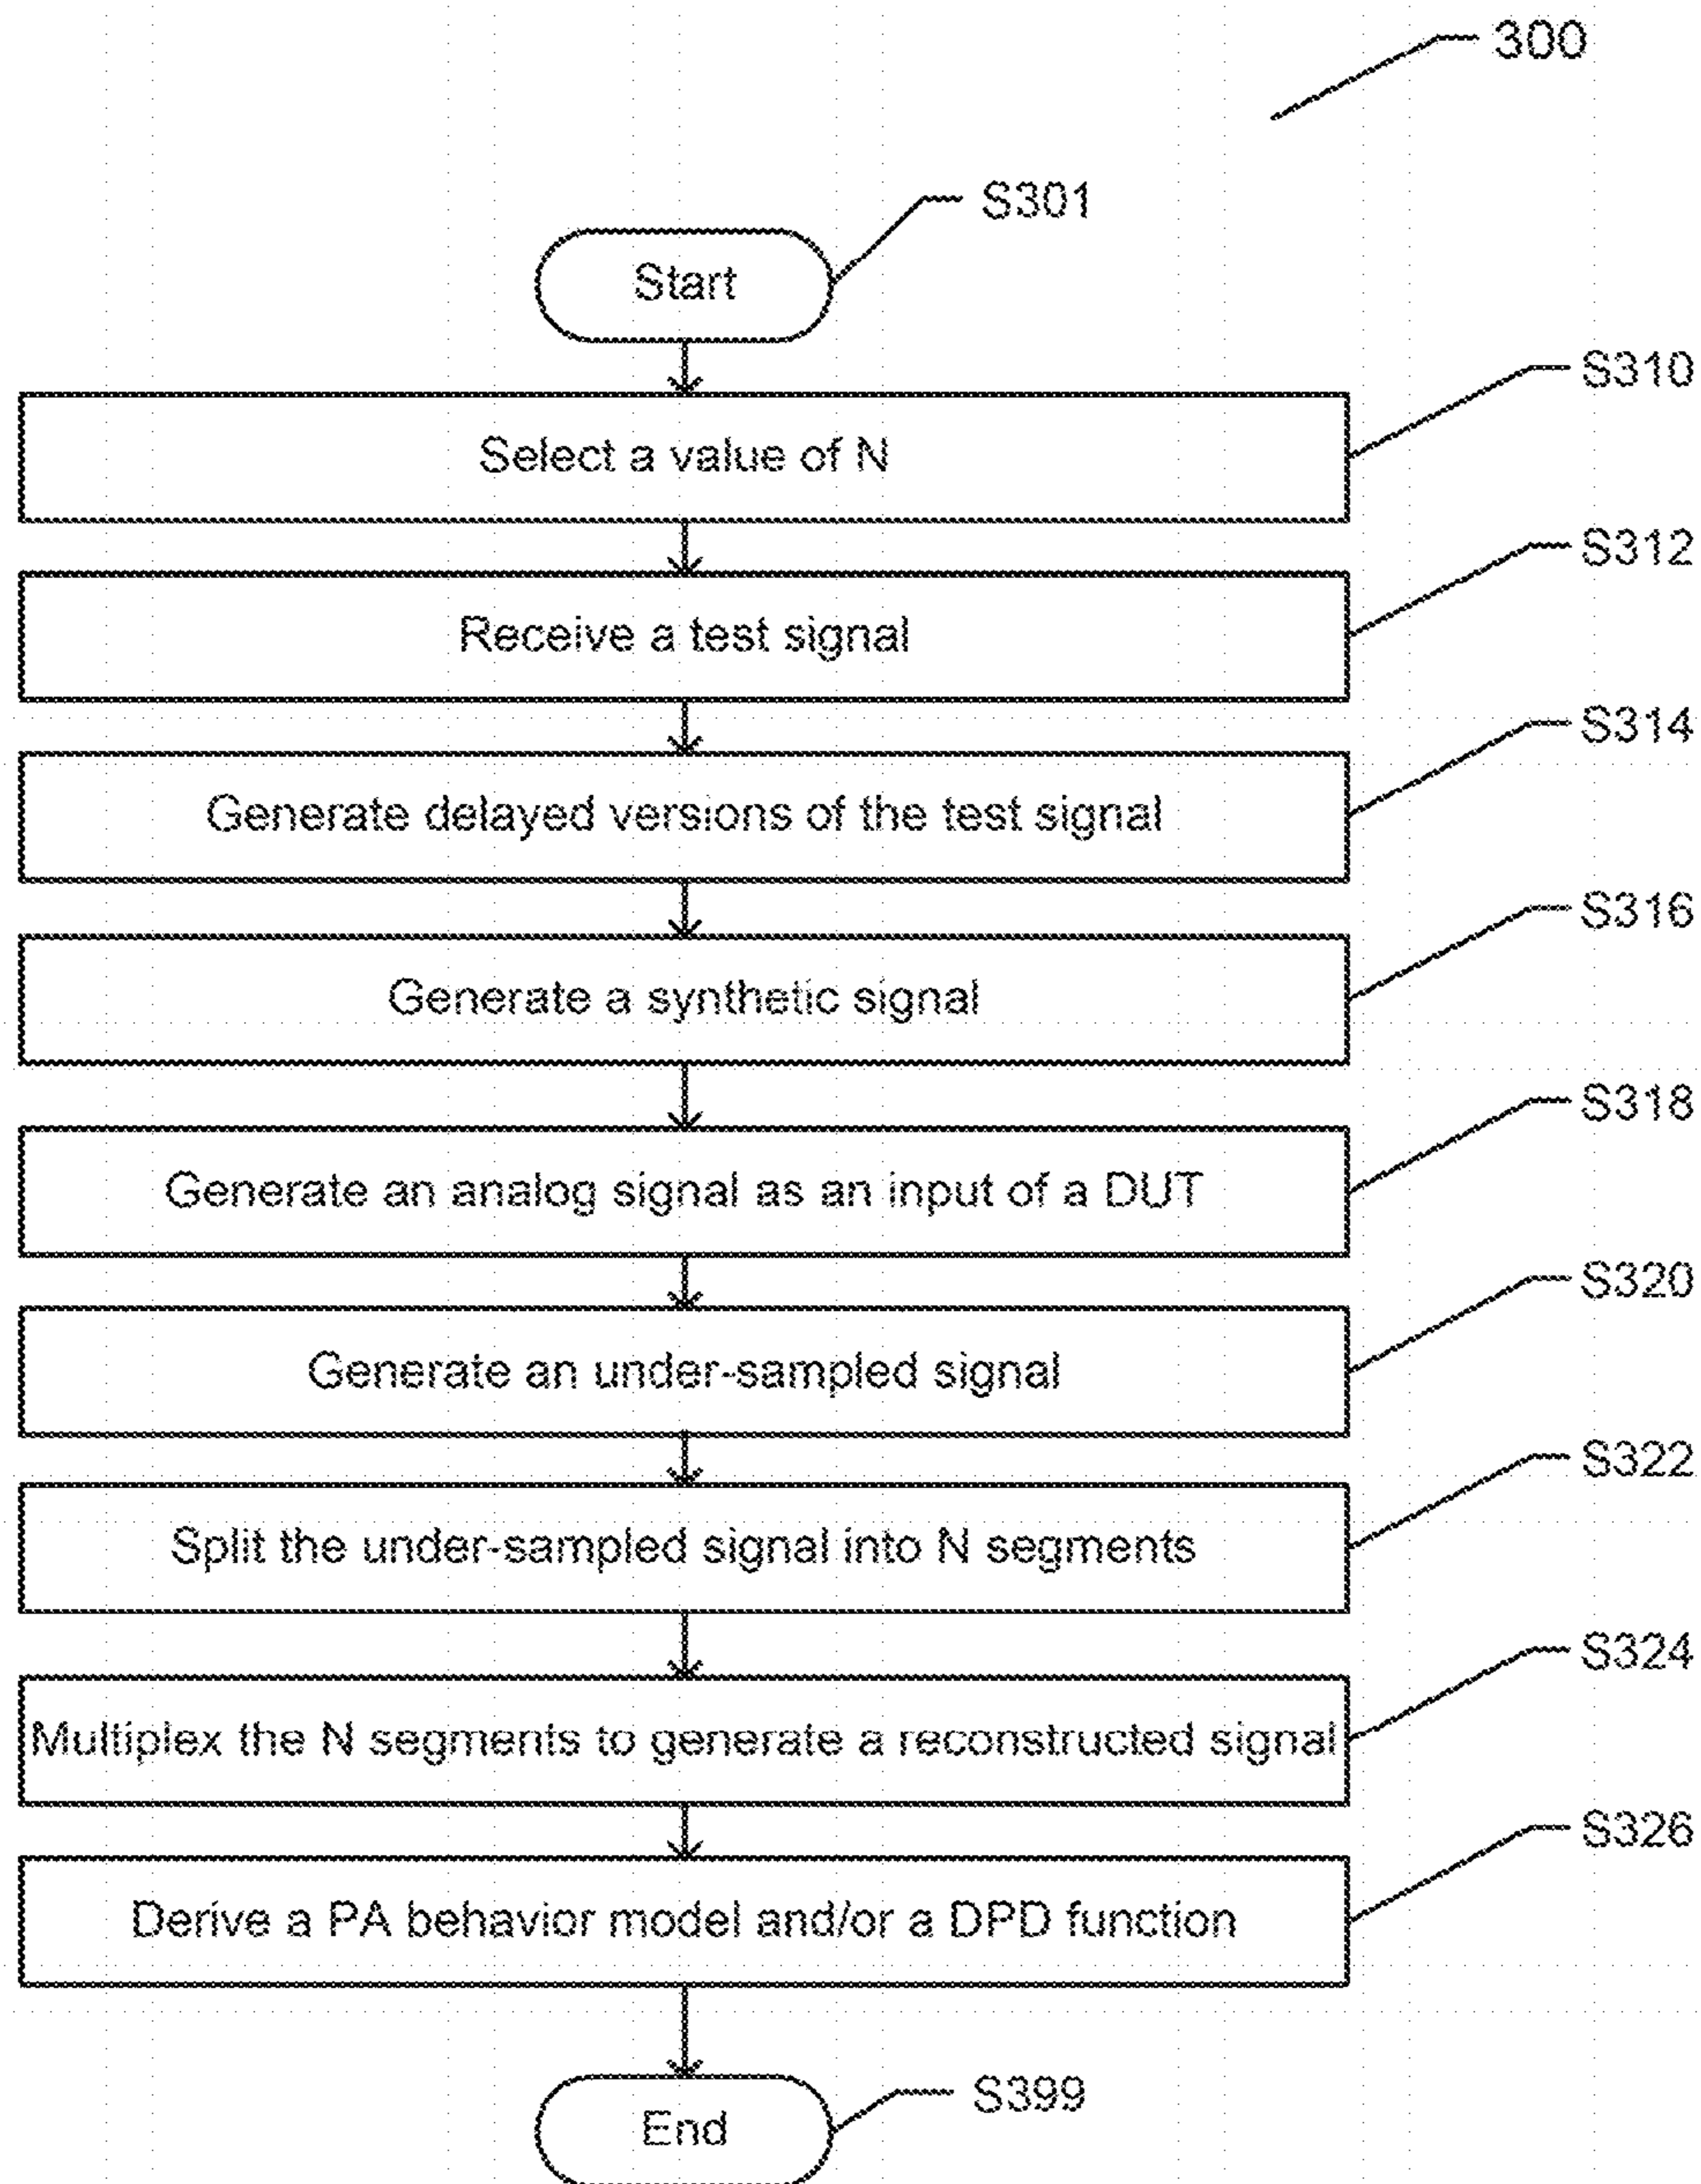 300
S301
Start
S310
Select a value of N
S312
Receive a test signal
S314
Generate delayed versions of the test signal
S316
Generate a synthetic signal
S318
Generate an analog signal as an input of a DUT
S320
Generate an under-sampled signal
S322
Split the under-sampled signal into N segments
S324
Multiplex the N segments to generate a reconstructed signal
S326
Derive a PA behavior model and/or a DPD function
S399
End